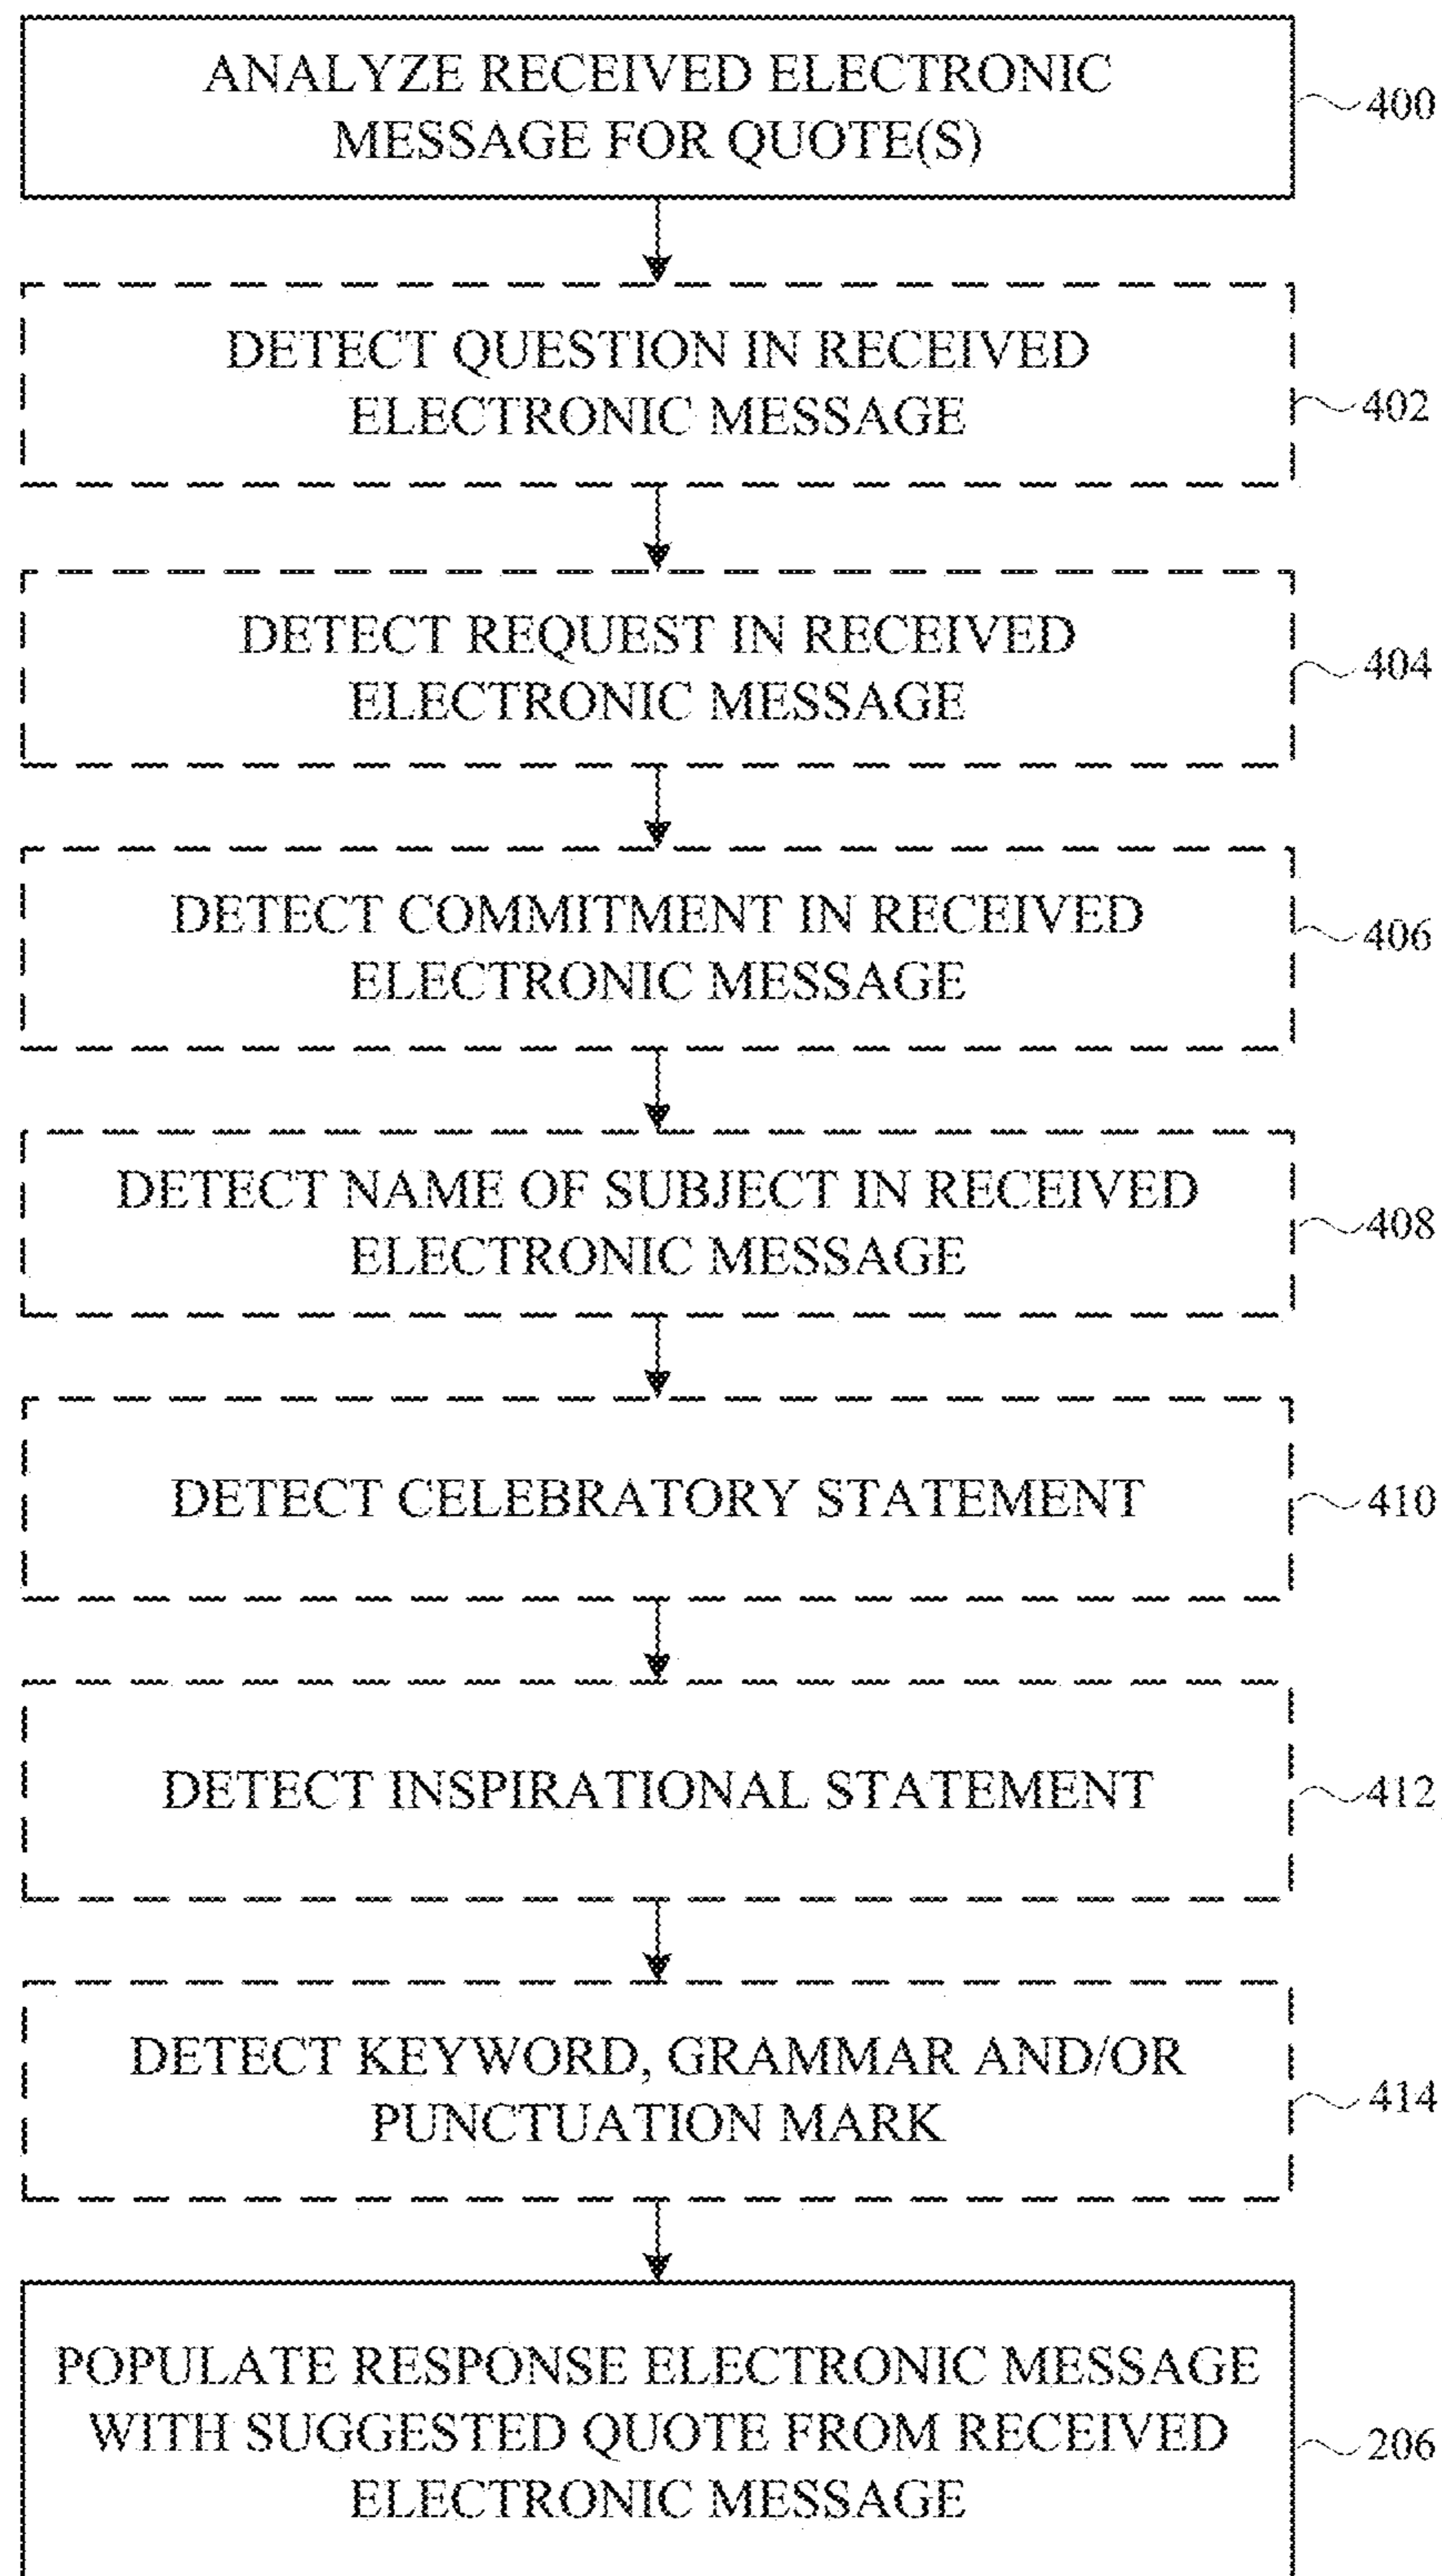 ANALYZE RECEIVED ELECTRONIC
MESSAGE FOR QUOTE(S)
400
DETECT QUESTION IN RECEIVED
ELECTRONIC MESSAGE
402
DETECT REQUEST IN RECEIVED
ELECTRONIC MESSAGE
404
DETECT COMMITMENT IN RECEIVED
ELECTRONIC MESSAGE
406
DETECT NAME OF SUBJECT IN RECEIVED
ELECTRONIC MESSAGE
408
DETECT CELEBRATORY STATEMENT
410
DETECT INSPIRATIONAL STATEMENT
412
DETECT KEYWORD, GRAMMAR AND/OR
PUNCTUATION MARK
414
POPULATE RESPONSE ELECTRONIC MESSAGE
WITH SUGGESTED QUOTE FROM RECEIVED
ELECTRONIC MESSAGE
206